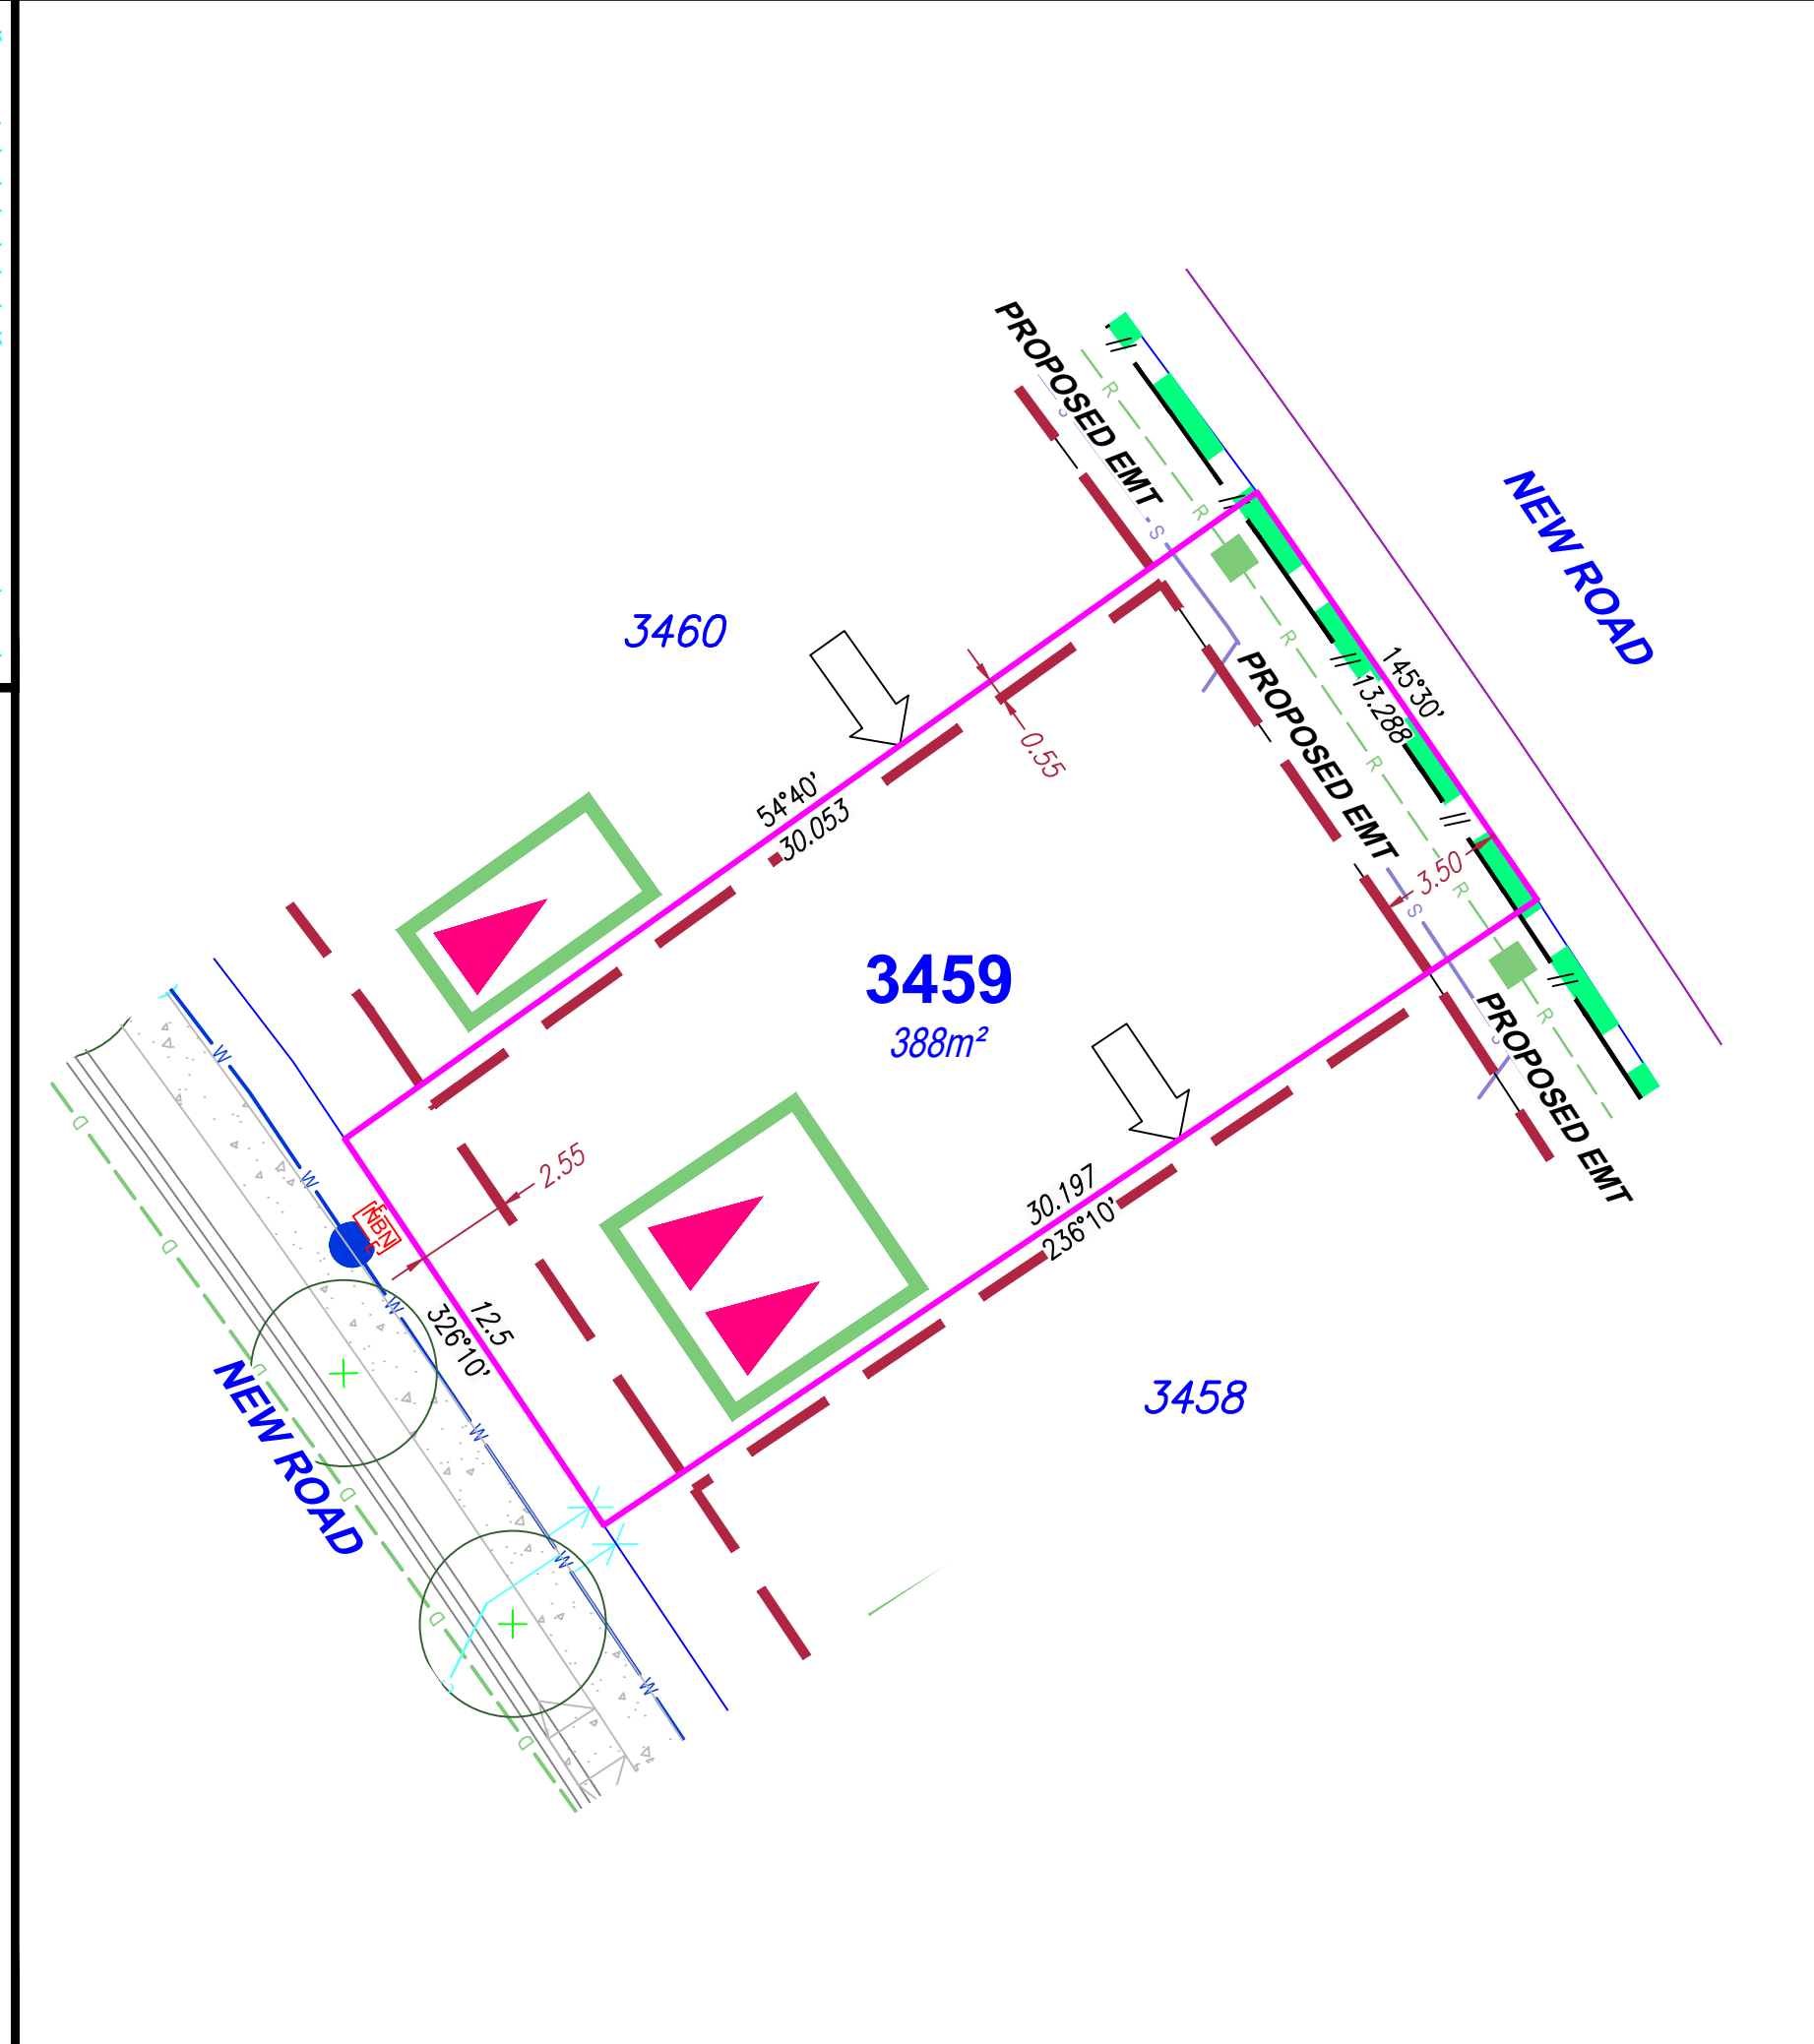 PROPOSED EMT
R
S
R
S
NEW ROAD
3460
R
PROPOSED EMT
145°30'
13.288
0.55
R
54°40'
30.053
3.50
R
S
3459
388m²
R
PROPOSED EMT
S
W
D
2.55
W
30.197
236°10'
NBN
D
W
12.5
326°10'
D
NEW ROAD
3458
W
D
W
D
W
D